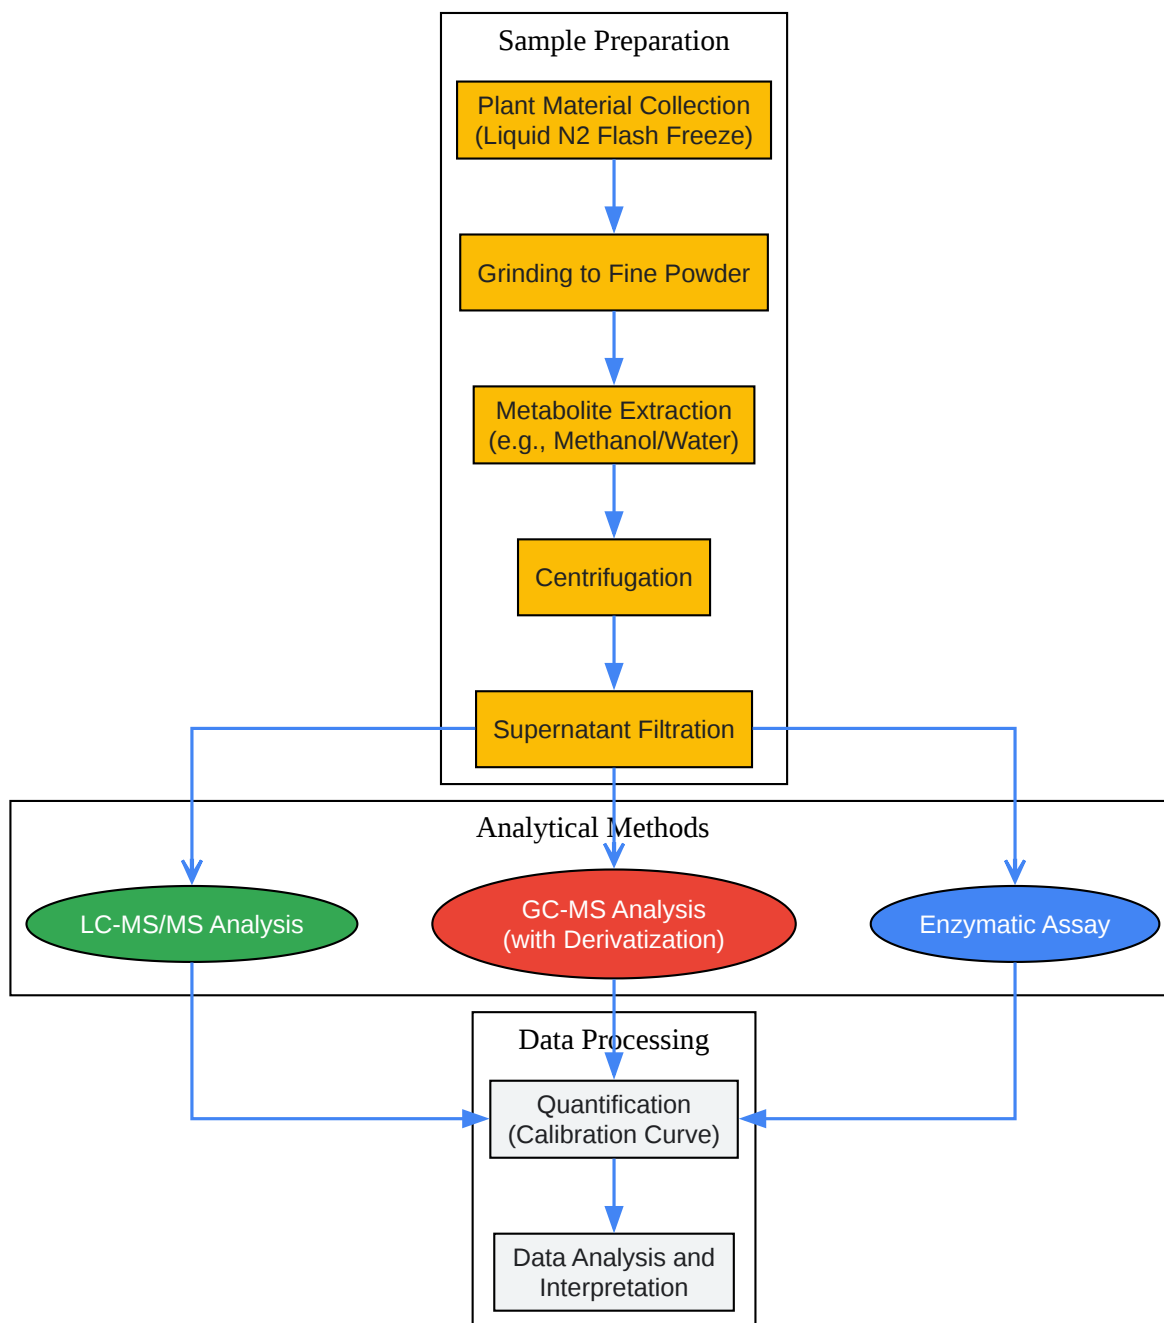 Sample Preparation
Plant Material Collection
(Liquid N2 Flash Freeze)
Grinding to Fine Powder
Metabolite Extraction
(e.g., Methanol/Water)
Centrifugation
Supernatant Filtration
Analytical Methods
LC-MS/MS Analysis
GC-MS Analysis
(with Derivatization)
Enzymatic Assay
Data Processing
Quantification
(Calibration Curve)
Data Analysis and
Interpretation